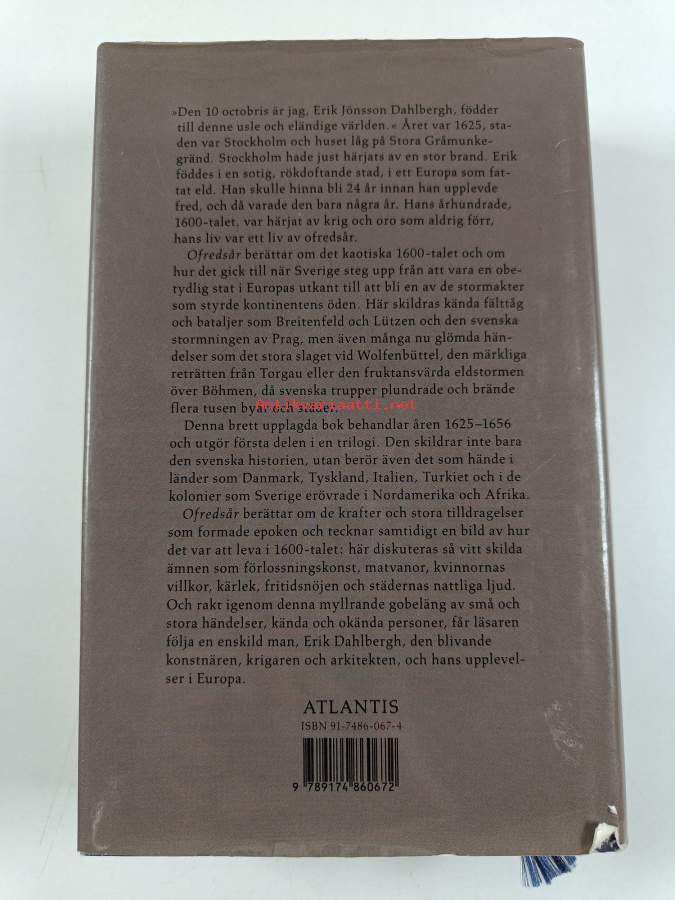 »Den 10 octobris är jag, Erik Jönsson Dahlbergh, födder
till denne usle och eländige världen.« Året var 1625, sta-
den var Stockholm och huset låg på Stora Gråmunke-
gränd. Stockholm hade just härjats av en stor brand. Erik
föddes i en sotig, rökdoftande stad, i ett Europa som fat-
tat eld. Han skulle hinna bli 24 år innan han upplevde
fred, och då varade den bara några år. Hans århundrade,
1600-talet, var härjat av krig och oro som aldrig förr,
hans liv var ett liv av ofredsår.
Ofredsår berättar om det kaotiska 1600-talet och om
hur det gick till när Sverige steg upp från att vara en obe-
tydlig stat i Europas utkant till att bli en av de stormakter
som styrde kontinentens öden. Här skildras kända fälttåg
och bataljer som Breitenfeld och Lützen och den svenska
stormningen av Prag, men även många nu glömda hän-
delser som det stora slaget vid Wolfenbüttel, den märkliga
reträtten från Torgau eller den fruktansvärda eldstormen
över Böhmen, då svenska trupper plundrade och brände
flera tusen byar och städer.
Antikvariaatti.net
Denna brett upplagda bok behandlar åren 1625–1656
och utgör första delen i en trilogi. Den skildrar inte bara
den svenska historien, utan berör även det som hände i
länder som Danmark, Tyskland, Italien, Turkiet och i de
kolonier som Sverige erövrade i Nordamerika och Afrika.
Ofredsår berättar om de krafter och stora tilldragelser
som formade epoken och tecknar samtidigt en bild av hur
det var att leva i 1600-talet: här diskuteras så vitt skilda
ämnen som förlossningskonst, matvanor, kvinnornas
villkor, kärlek, fritidsnöjen och städernas nattliga ljud.
Och rakt igenom denna myllrande gobeläng av små och
stora händelser, kända och okända personer, får läsaren
följa en enskild man, Erik Dahlbergh, den blivande
konstnären, krigaren och arkitekten, och hans upplevel-
ser i Europa.
ATLANTIS
ISBN 91-7486-067-4
9 789174 860672